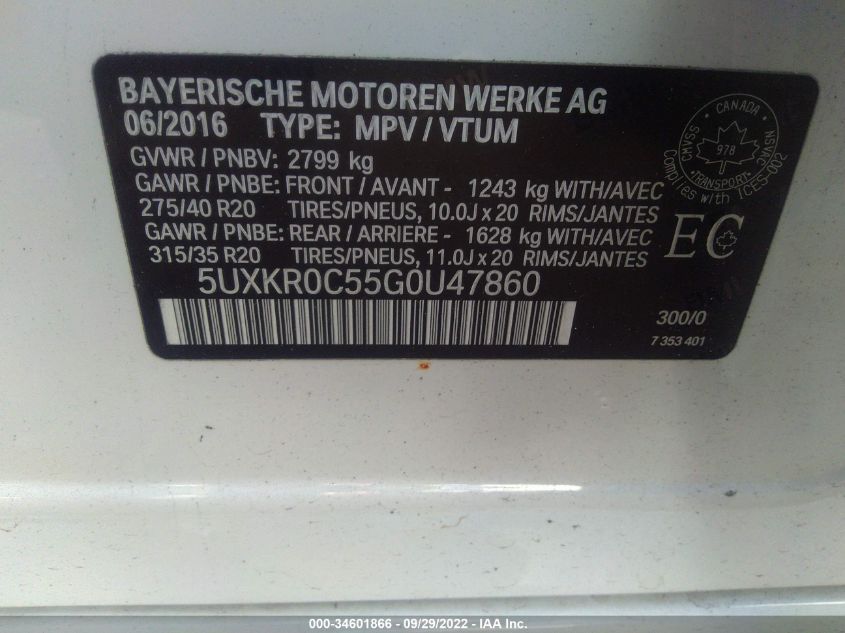 BAYERISCHE MOTOREN WERKE AG
06/2016 TYPE: MPV / VTUM
GVWR / PNBV: 2799 kg
GAWR / PNBE: FRONT / AVANT - 1243 kg WITH/AVEC
275/40 R20 TIRES/PNEUS, 10.0J x 20 RIMS/JANTES
GAWR / PNBE: REAR / ARRIERE - 1628 kg WITH/AVEC
315/35 R20 TIRES/PNEUS, 11.0J x 20 RIMS/JANTES
5UXKR0C55G0U47860
CANADA
CMVSS
NSVAC
978
TRANSPORT
Complies with ICES-002
EC
300/0
7 353 401
000-34601866 - 09/29/2022 - IAA Inc.